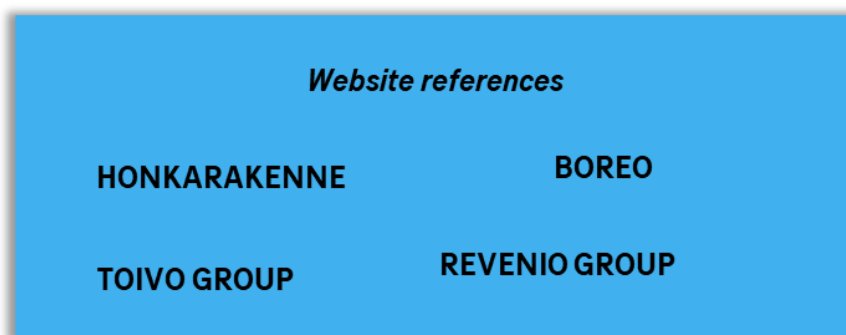 Website references
HONKARAKENNE
BOREO
TOIVO GROUP
REVENIO GROUP